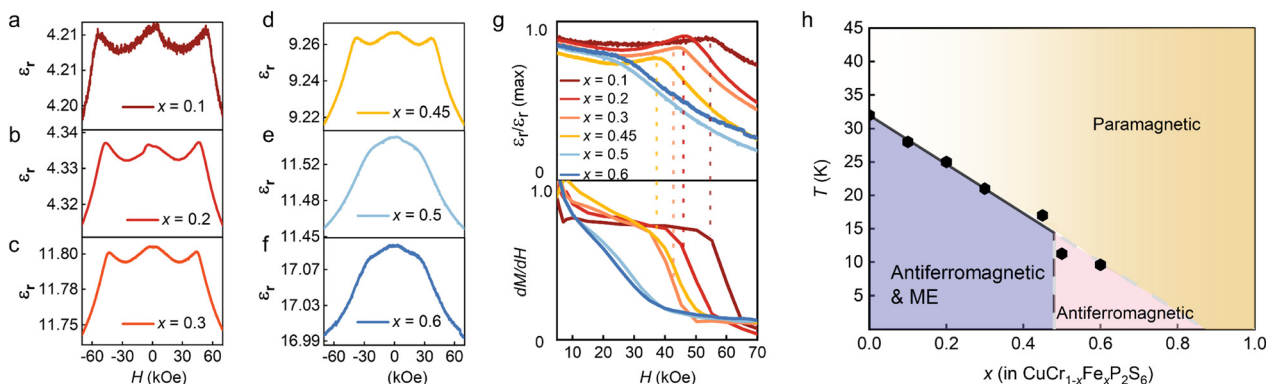 a
4.21
4.21
4.20
εr
x = 0.1
b
4.34
4.33
4.32
εr
x = 0.2
c
11.80
11.78
11.75
εr
x = 0.3
-60 -30 0 30 60
H (kOe)
d
9.26
9.24
9.22
εr
x = 0.45
e
11.52
11.48
11.45
εr
x = 0.5
f
17.07
17.03
16.99
εr
x = 0.6
-60 -30 0 30 60
(kOe)
g
1.0
0
εr/εr (max)
x = 0.1
x = 0.2
x = 0.3
x = 0.45
x = 0.5
x = 0.6
1.0
0
dM/dH
10 20 30 40 50 60 70
H (kOe)
h
45
40
35
30
25
20
15
10
5
0
T (K)
Paramagnetic
Antiferromagnetic
& ME
Antiferromagnetic
0.0 0.2 0.4 0.6 0.8 1.0
x (in CuCr1-xFexP2S6)